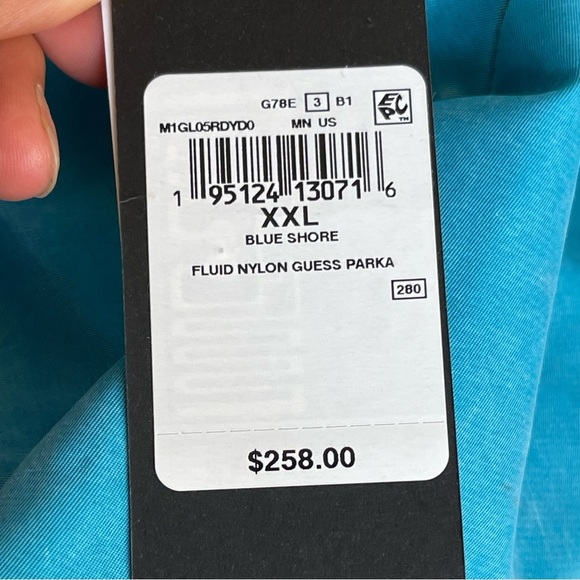 G78E 3 B1 EPC™
M1GL05RDYD0 MN US
1 95124 13071 6
XXL
BLUE SHORE
FLUID NYLON GUESS PARKA
280
$258.00